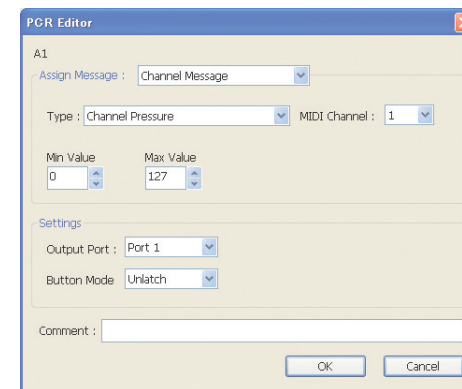 PCR Editor
A1
Assign Message : Channel Message
Type : Channel Pressure MIDI Channel : 1
Min Value Max Value
0 127
Settings
Output Port : Port 1
Button Mode Unlatch
Comment :
OK Cancel